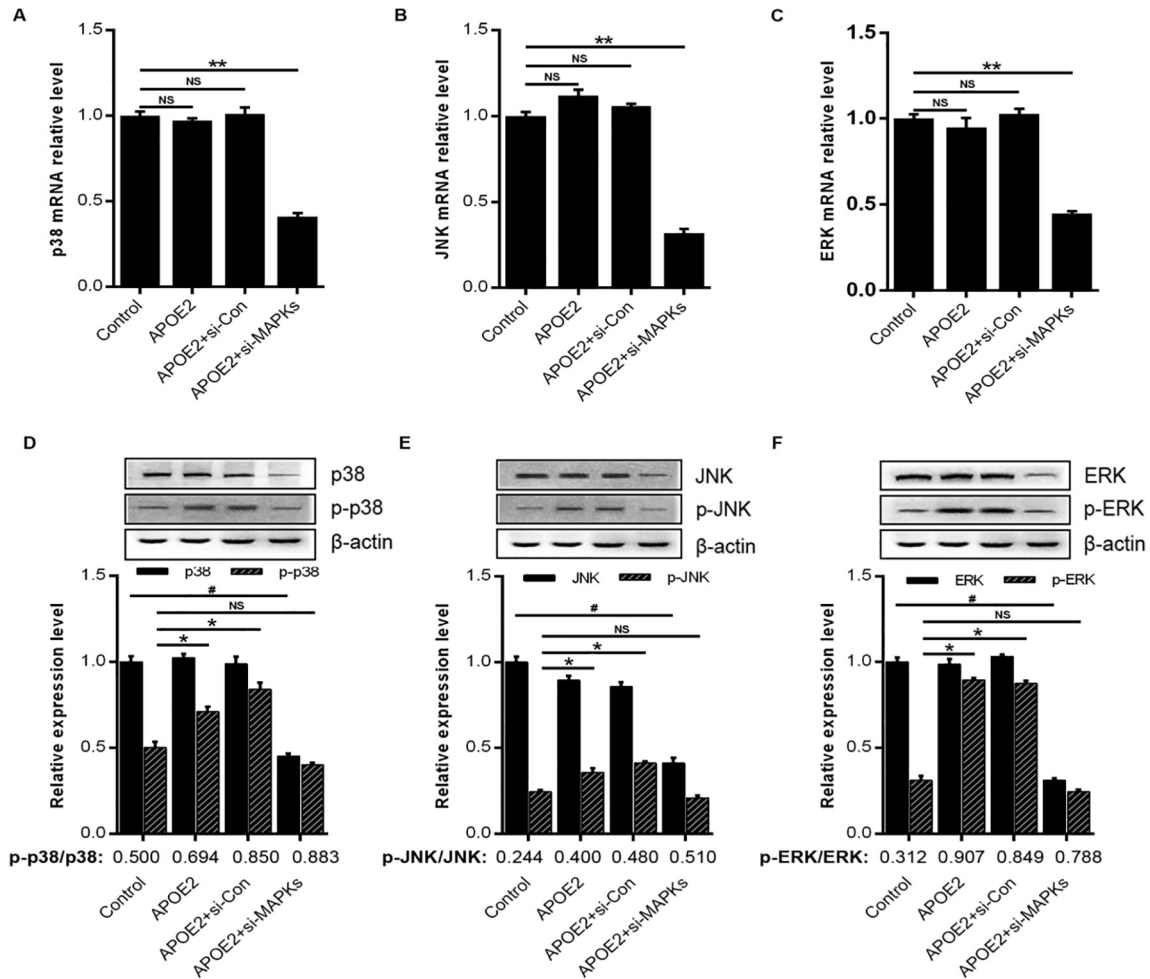 A
p38 mRNA relative level
1.5
1.0
0.5
0.0
**
NS
NS
Control
APOE2
APOE2+si-Con
APOE2+si-MAPKs
B
JNK mRNA relative level
1.5
1.0
0.5
0.0
**
NS
NS
Control
APOE2
APOE2+si-Con
APOE2+si-MAPKs
C
ERK mRNA relative level
1.5
1.0
0.5
0.0
**
NS
NS
Control
APOE2
APOE2+si-Con
APOE2+si-MAPKs
D
p38
p-p38
β-actin
p38 p-p38
Relative expression level
1.5
1.0
0.5
0.0
#
NS
*
*
p-p38/p38: 0.500 0.694 0.850 0.883
Control
APOE2
APOE2+si-Con
APOE2+si-MAPKs
E
JNK
p-JNK
β-actin
JNK p-JNK
Relative expression level
1.5
1.0
0.5
0.0
#
NS
*
*
p-JNK/JNK: 0.244 0.400 0.480 0.510
Control
APOE2
APOE2+si-Con
APOE2+si-MAPKs
F
ERK
p-ERK
β-actin
ERK p-ERK
Relative expression level
1.5
1.0
0.5
0.0
#
NS
*
*
p-ERK/ERK: 0.312 0.907 0.849 0.788
Control
APOE2
APOE2+si-Con
APOE2+si-MAPKs